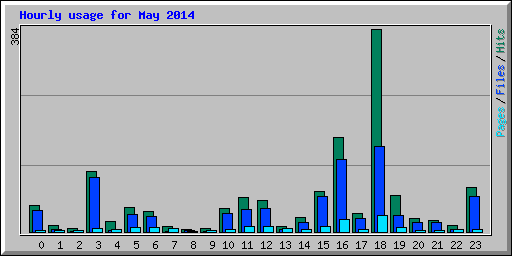 Hourly usage for May 2014
384
Pages/Files/Hits
0 1 2 3 4 5 6 7 8 9 10 11 12 13 14 15 16 17 18 19 20 21 22 23